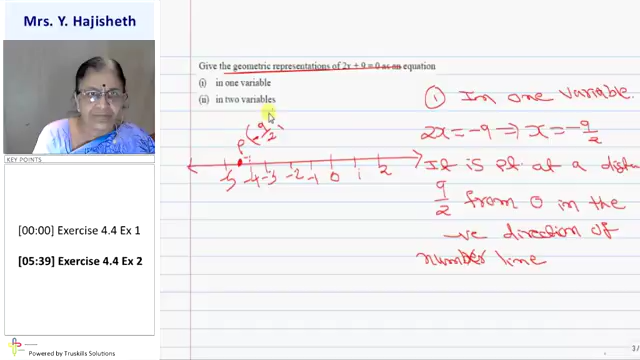 Mrs. Y. Hajisheth
KEY POINTS
[00:00] Exercise 4.4 Ex 1
[05:39] Exercise 4.4 Ex 2
Powered by Truskills Solutions
Give the geometric representations of 2x + 9 = 0 as an equation
(i) in one variable
(ii) in two variables
P (-9/2)
-5 -4 -3 -2 -1 0 1 2
① In one variable.
2x = -9 ⇒ x = -9/2
It is pt. at a dista
9/2 from 0 in the
-ve direction of
number line